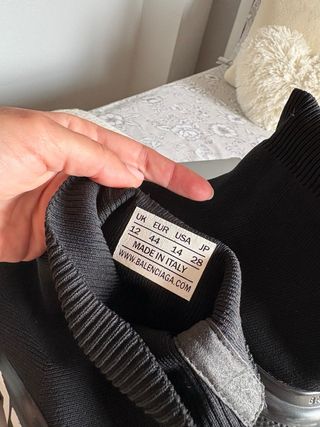 UK EUR USA JP
12 44 14 28
MADE IN ITALY
WWW.BALENCIAGA.COM